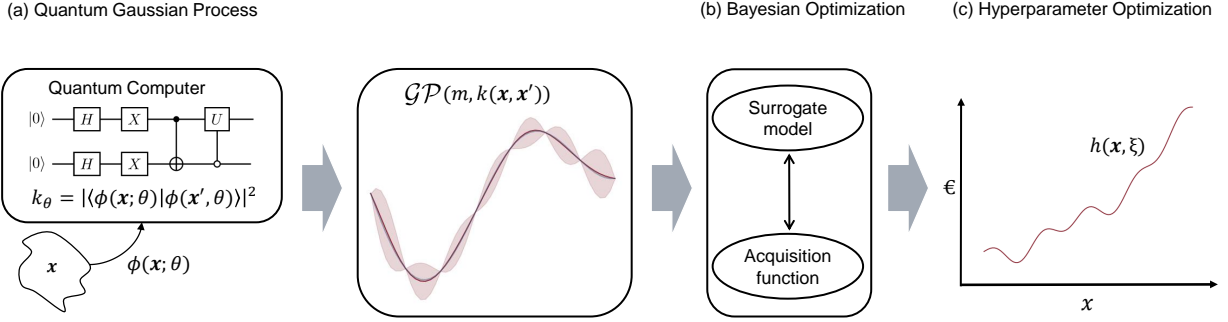 (a) Quantum Gaussian Process
(b) Bayesian Optimization
(c) Hyperparameter Optimization
Quantum Computer
|0⟩ H X U
|0⟩ H X
k_θ = |⟨ϕ(x; θ)|ϕ(x′, θ)⟩|²
x
ϕ(x; θ)
𝒢𝒫(m, k(x, x′))
Surrogate
model
Acquisition
function
h(x, ξ)
€
x